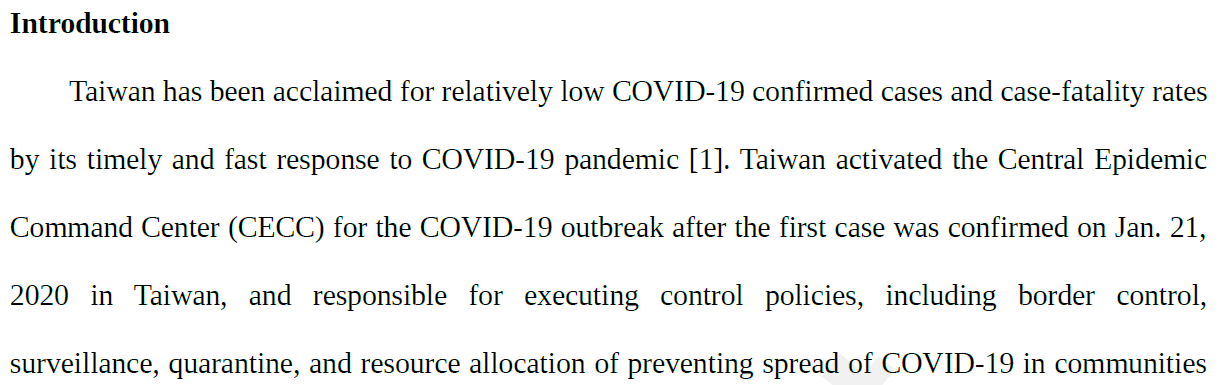 Introduction
Taiwan has been acclaimed for relatively low COVID-19 confirmed cases and case-fatality rates
by its timely and fast response to COVID-19 pandemic [1]. Taiwan activated the Central Epidemic
Command Center (CECC) for the COVID-19 outbreak after the first case was confirmed on Jan. 21,
2020 in Taiwan, and responsible for executing control policies, including border control,
surveillance, quarantine, and resource allocation of preventing spread of COVID-19 in communities